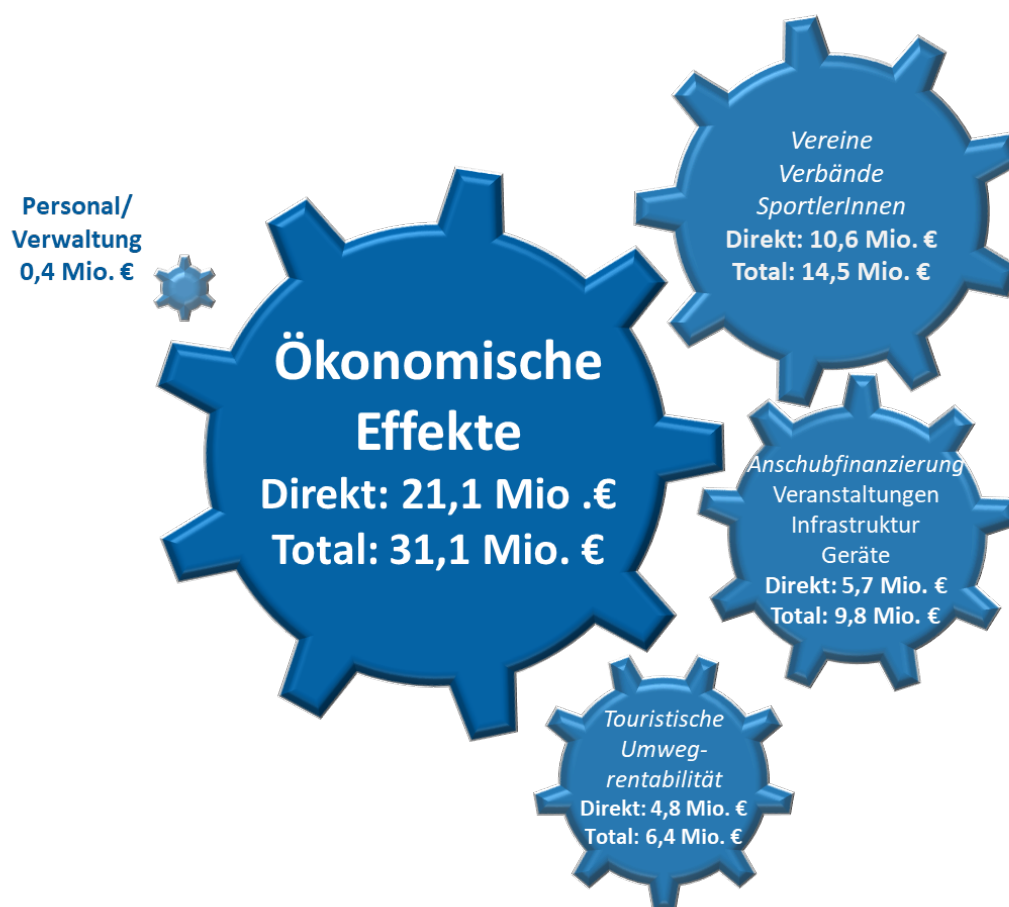 Personal/
Verwaltung
0,4 Mio. €
Ökonomische
Effekte
Direkt: 21,1 Mio .€
Total: 31,1 Mio. €
Vereine
Verbände
SportlerInnen
Direkt: 10,6 Mio. €
Total: 14,5 Mio. €
Anschubfinanzierung
Veranstaltungen
Infrastruktur
Geräte
Direkt: 5,7 Mio. €
Total: 9,8 Mio. €
Touristische
Umweg-
rentabilität
Direkt: 4,8 Mio. €
Total: 6,4 Mio. €